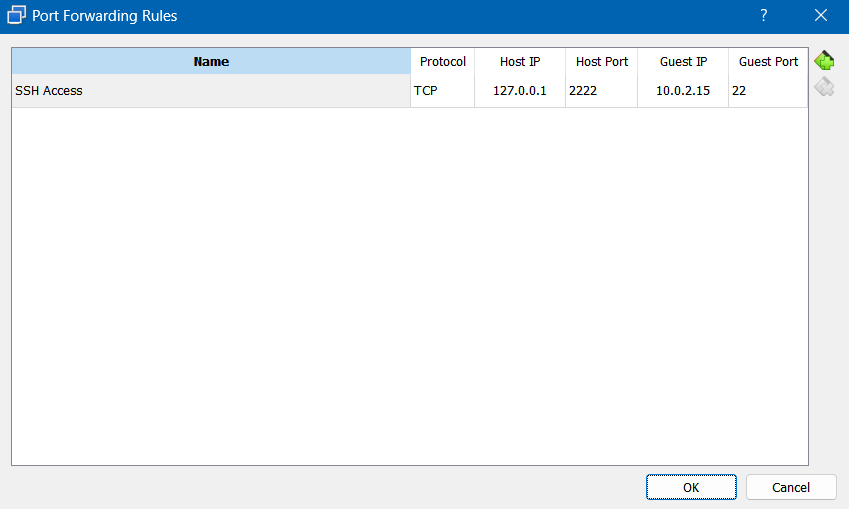 Port Forwarding Rules ?
Name Protocol Host IP Host Port Guest IP Guest Port
SSH Access TCP 127.0.0.1 2222 10.0.2.15 22
OK Cancel